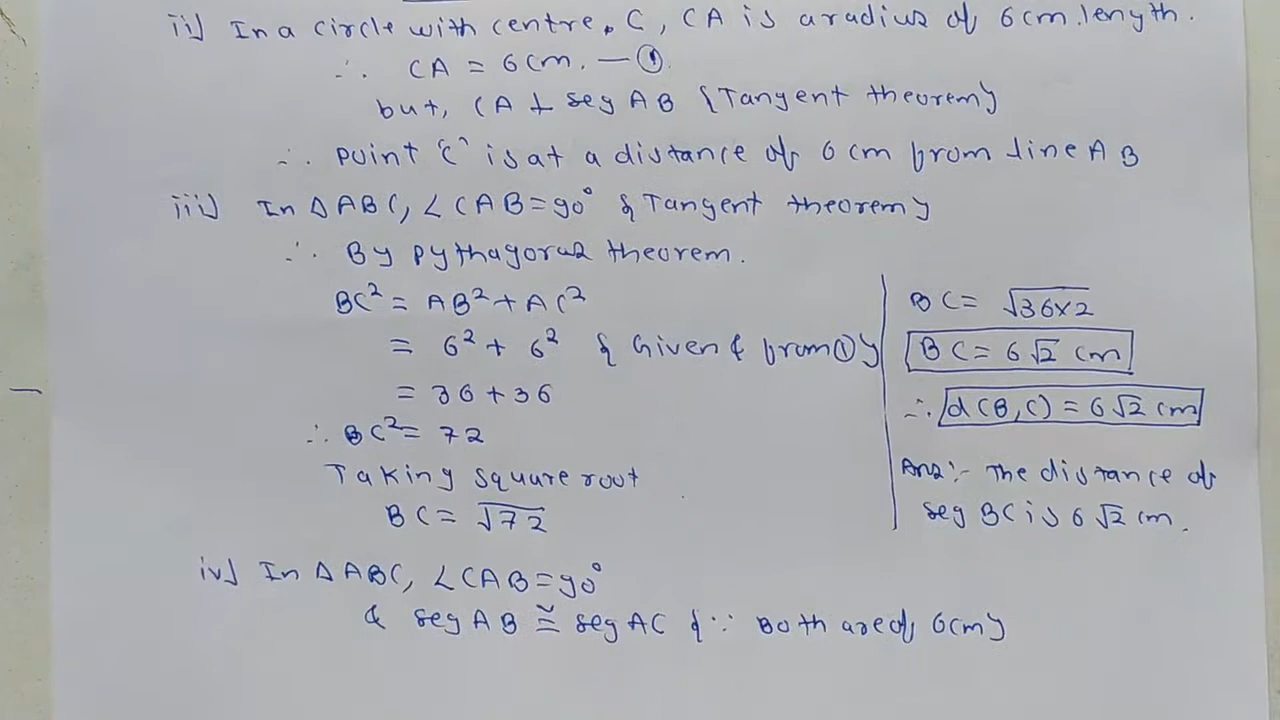 ii) In a circle with centre, C, CA is a radius of 6cm length.
∴ CA = 6cm. — ①
but, CA ⊥ seg AB {Tangent theorem}
∴ point 'C' is at a distance of 6 cm from line AB
iii) In △ABC, ∠CAB=90° {Tangent theorem}
∴ By pythagorus theorem.
BC² = AB² + AC²
= 6² + 6² {Given & from ①}
= 36 + 36
∴ BC² = 72
Taking square root
BC = √72
BC = √36×2
BC = 6√2 cm
∴ d(B,C) = 6√2 cm
Ans:- The distance of
seg BC is 6√2 cm.
iv) In △ABC, ∠CAB=90°
& seg AB ≅ seg AC {∵ Both are of 6cm}